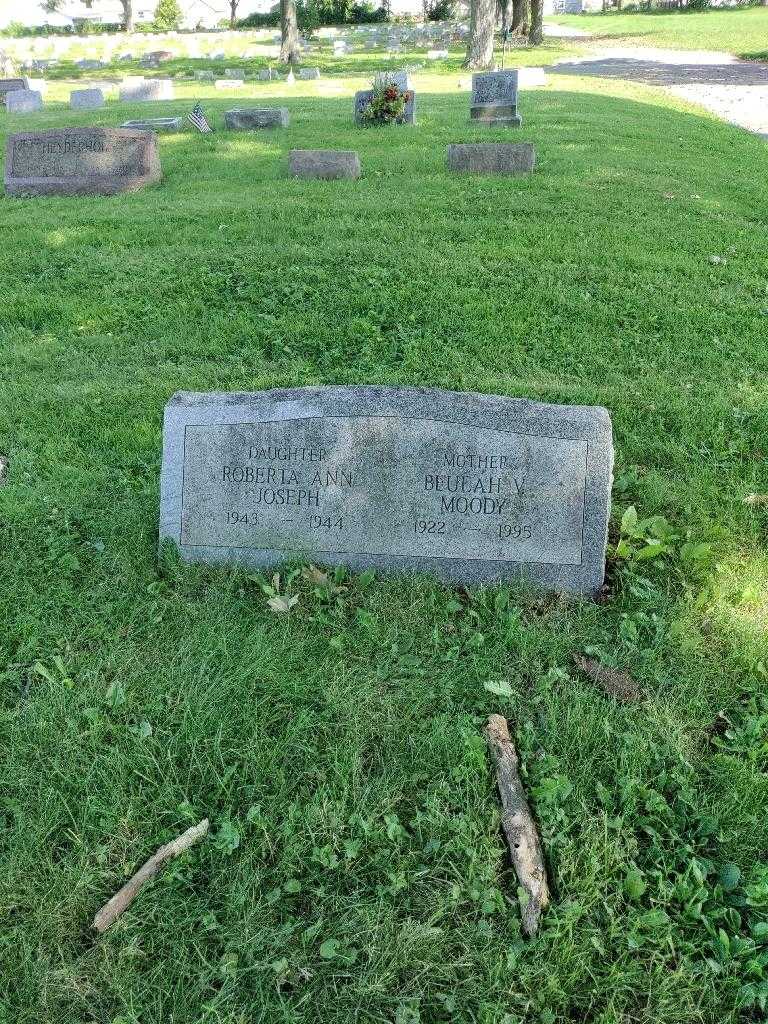 DAUGHTER
ROBERTA ANN
JOSEPH
1943 – 1944
MOTHER
BEULAH V.
MOODY
1922 – 1995